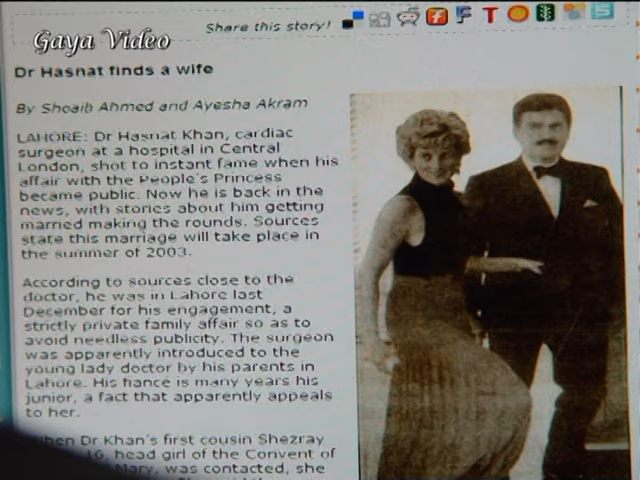 Share this story!
Gaya Video
Dr Hasnat finds a wife
By Shoaib Ahmed and Ayesha Akram
LAHORE: Dr Hasnat Khan, cardiac
surgeon at a hospital in Central
London, shot to instant fame when his
affair with the People's Princess
became public. Now he is back in the
news, with stories about him getting
married making the rounds. Sources
state this marriage will take place in
the summer of 2003.
According to sources close to the
doctor, he was in Lahore last
December for his engagement, a
strictly private family affair so as to
avoid needless publicity. The surgeon
was apparently introduced to the
young lady doctor by his parents in
Lahore. His fiance is many years his
junior, a fact that apparently appeals
to her.
Dr Khan's first cousin Shezray
head girl of the Convent of
Mary, was contacted, she